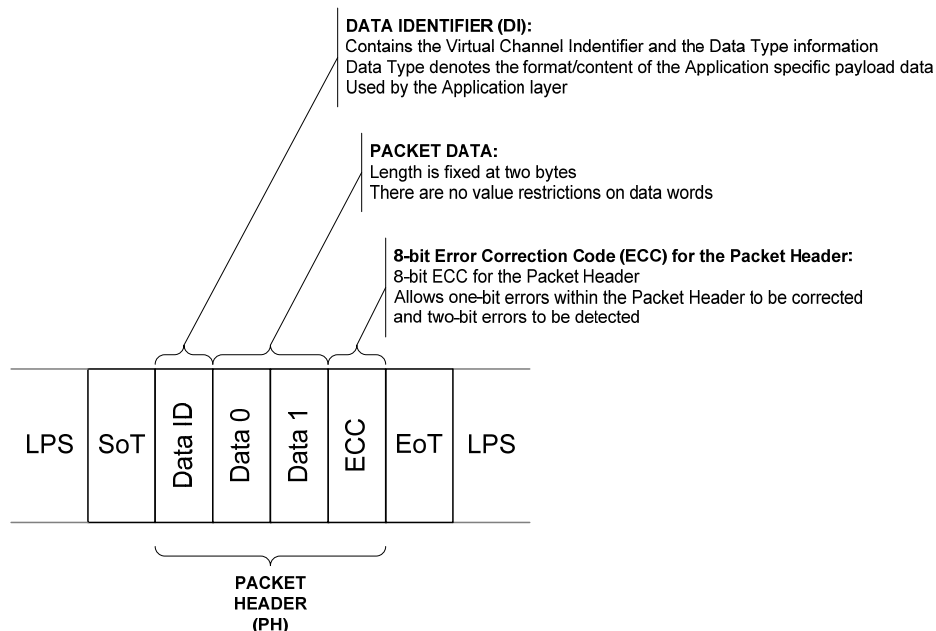 DATA IDENTIFIER (DI):
Contains the Virtual Channel Indentifier and the Data Type information
Data Type denotes the format/content of the Application specific payload data
Used by the Application layer
PACKET DATA:
Length is fixed at two bytes
There are no value restrictions on data words
8-bit Error Correction Code (ECC) for the Packet Header:
8-bit ECC for the Packet Header
Allows one-bit errors within the Packet Header to be corrected
and two-bit errors to be detected
LPS
SoT
Data ID
Data 0
Data 1
ECC
EoT
LPS
PACKET
HEADER
(PH)